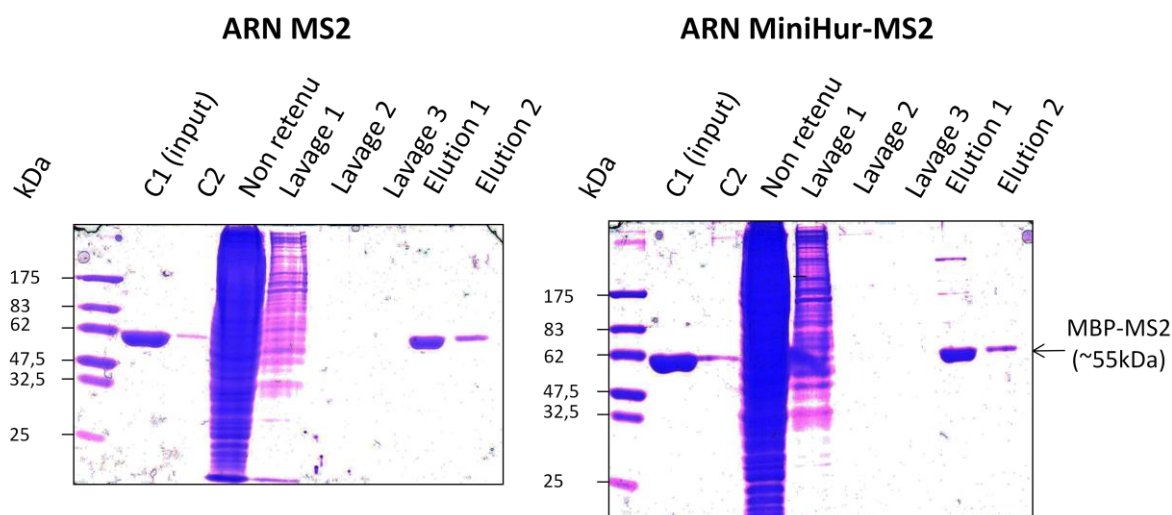 ARN MS2
kDa
C1 (input)
C2
Non retenu
Lavage 1
Lavage 2
Lavage 3
Elution 1
Elution 2
175
83
62
47,5
32,5
25
ARN MiniHur-MS2
kDa
C1 (input)
C2
Non retenu
Lavage 1
Lavage 2
Lavage 3
Elution 1
Elution 2
175
83
62
47,5
32,5
25
MBP-MS2
(~55kDa)